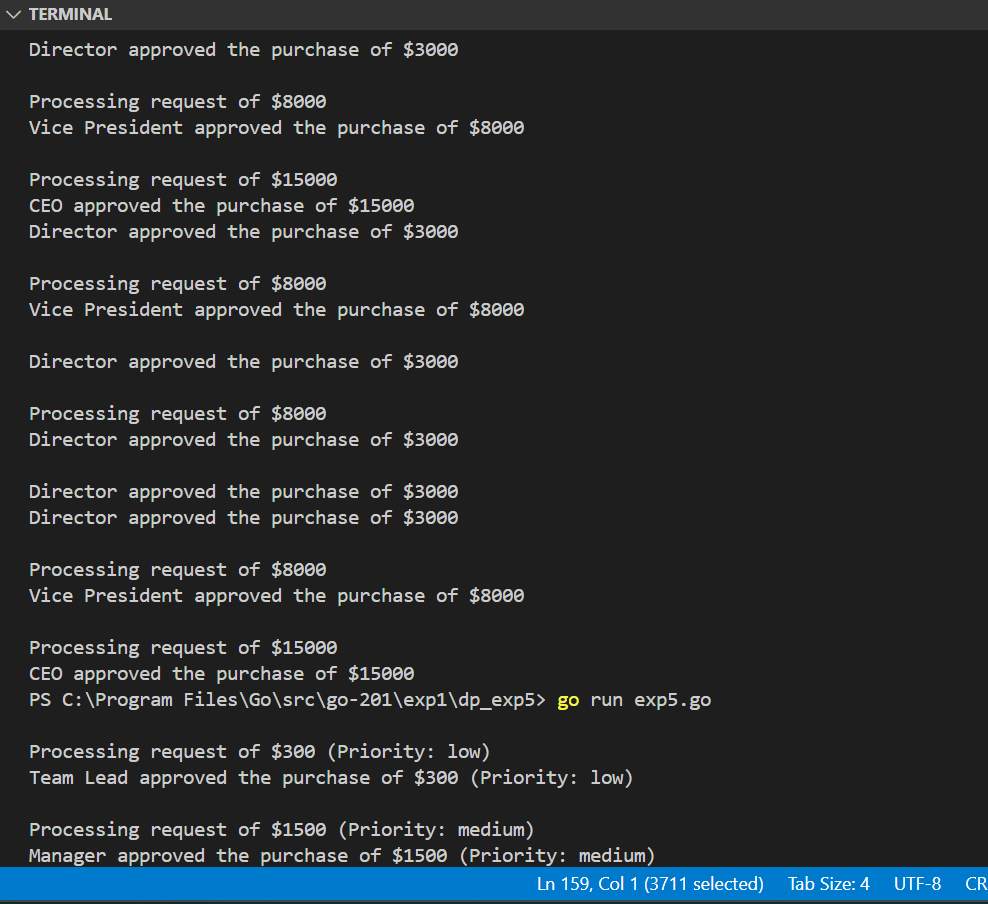 TERMINAL
Director approved the purchase of $3000
Processing request of $8000
Vice President approved the purchase of $8000
Processing request of $15000
CEO approved the purchase of $15000
Director approved the purchase of $3000
Processing request of $8000
Vice President approved the purchase of $8000
Director approved the purchase of $3000
Processing request of $8000
Director approved the purchase of $3000
Director approved the purchase of $3000
Director approved the purchase of $3000
Processing request of $8000
Vice President approved the purchase of $8000
Processing request of $15000
CEO approved the purchase of $15000
PS C:\Program Files\Go\src\go-201\exp1\dp_exp5> go run exp5.go
Processing request of $300 (Priority: low)
Team Lead approved the purchase of $300 (Priority: low)
Processing request of $1500 (Priority: medium)
Manager approved the purchase of $1500 (Priority: medium)
Ln 159, Col 1 (3711 selected) Tab Size: 4 UTF-8 CR